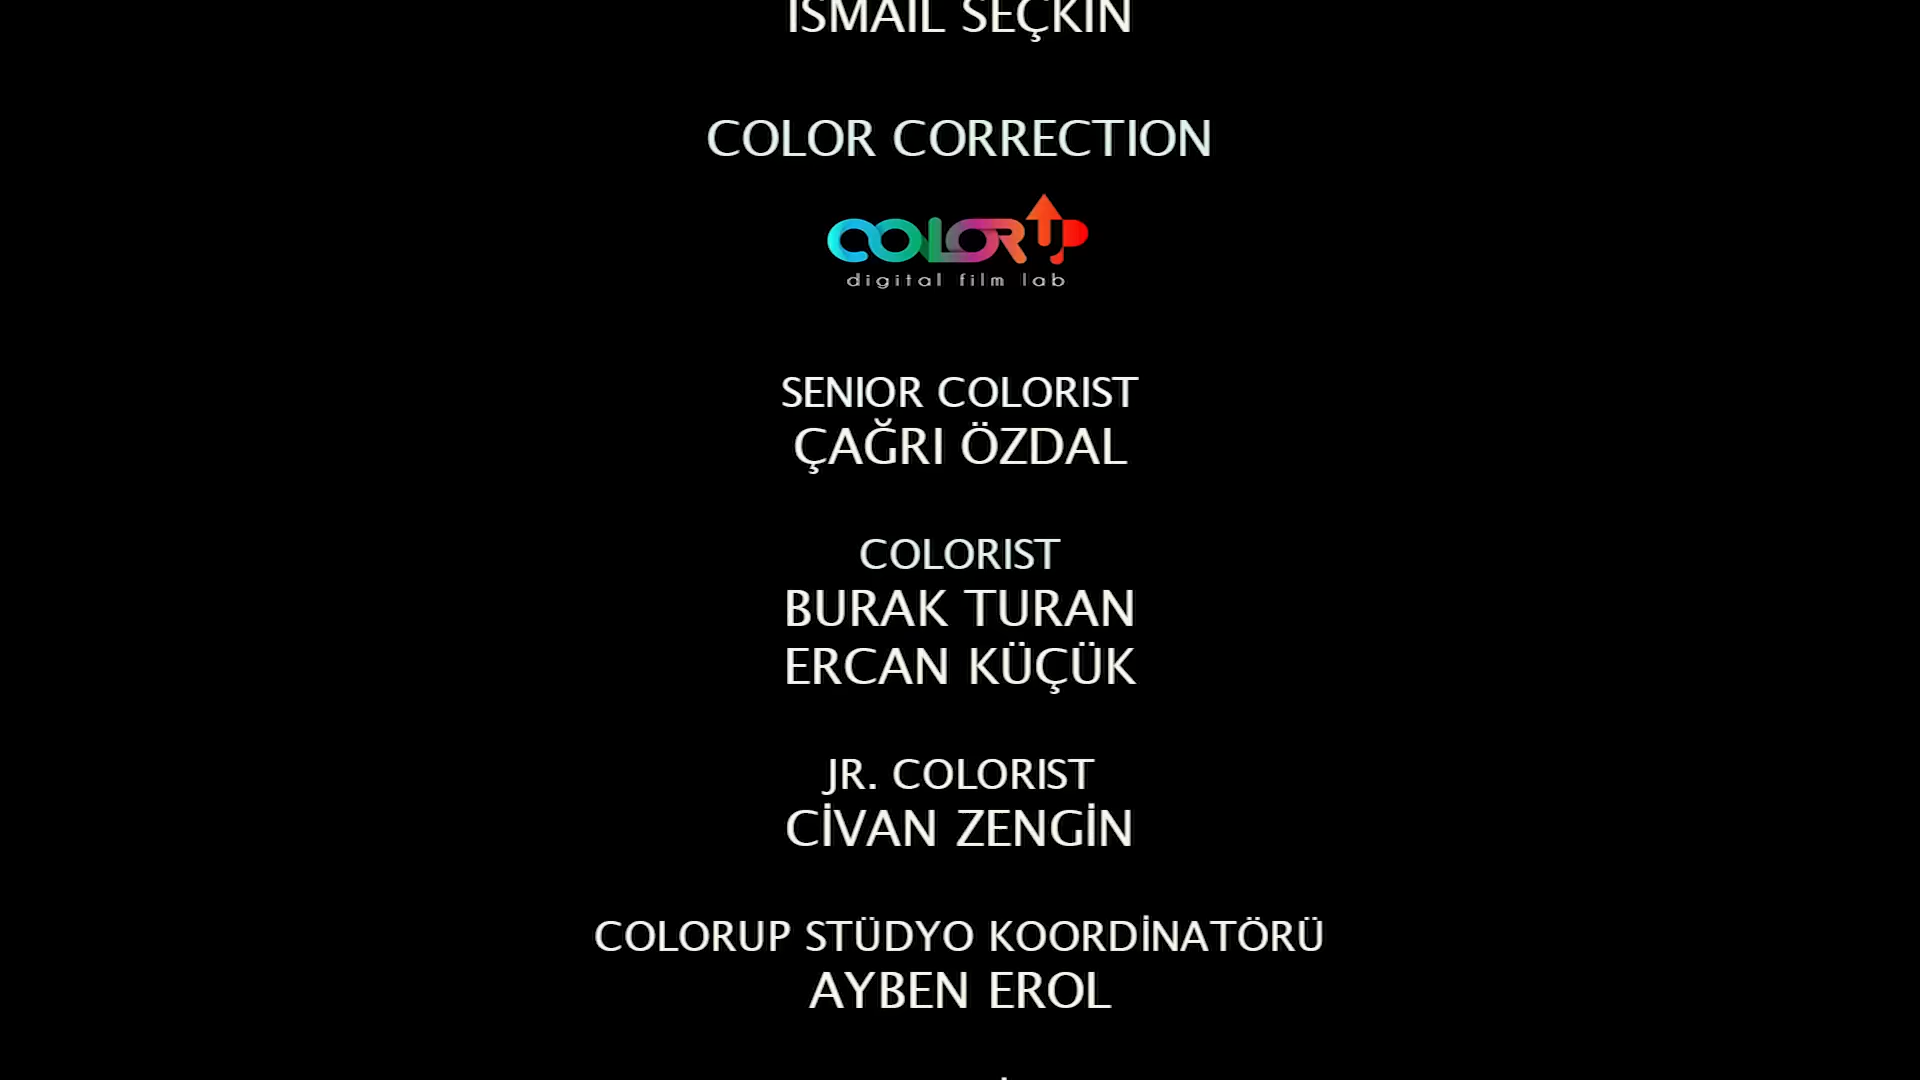 İSMAİL SEÇKİN
COLOR CORRECTION
COLORUP
digital film lab
SENIOR COLORIST
ÇAĞRI ÖZDAL
COLORIST
BURAK TURAN
ERCAN KÜÇÜK
JR. COLORIST
CİVAN ZENGİN
COLORUP STÜDYO KOORDİNATÖRÜ
AYBEN EROL